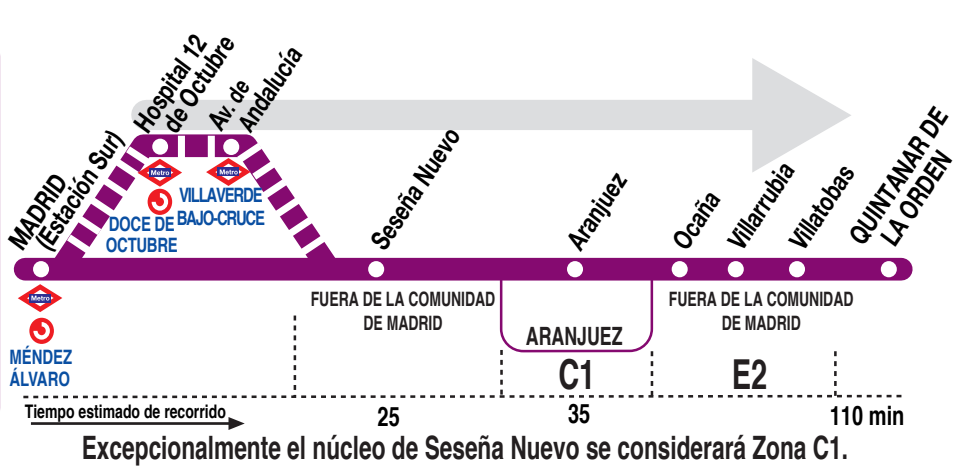 MADRID
(Estación Sur)
Hospital 12
de Octubre
Av. de
Andalucía
Seseña Nuevo
Aranjuez
Ocaña
Villarrubia
Villatobas
QUINTANAR DE
LA ORDEN
Metro
DOCE DE
OCTUBRE
Metro
VILLAVERDE
BAJO-CRUCE
Metro
MÉNDEZ
ÁLVARO
FUERA DE LA COMUNIDAD
DE MADRID
ARANJUEZ
C1
FUERA DE LA COMUNIDAD
DE MADRID
E2
Tiempo estimado de recorrido
25
35
110 min
Excepcionalmente el núcleo de Seseña Nuevo se considerará Zona C1.